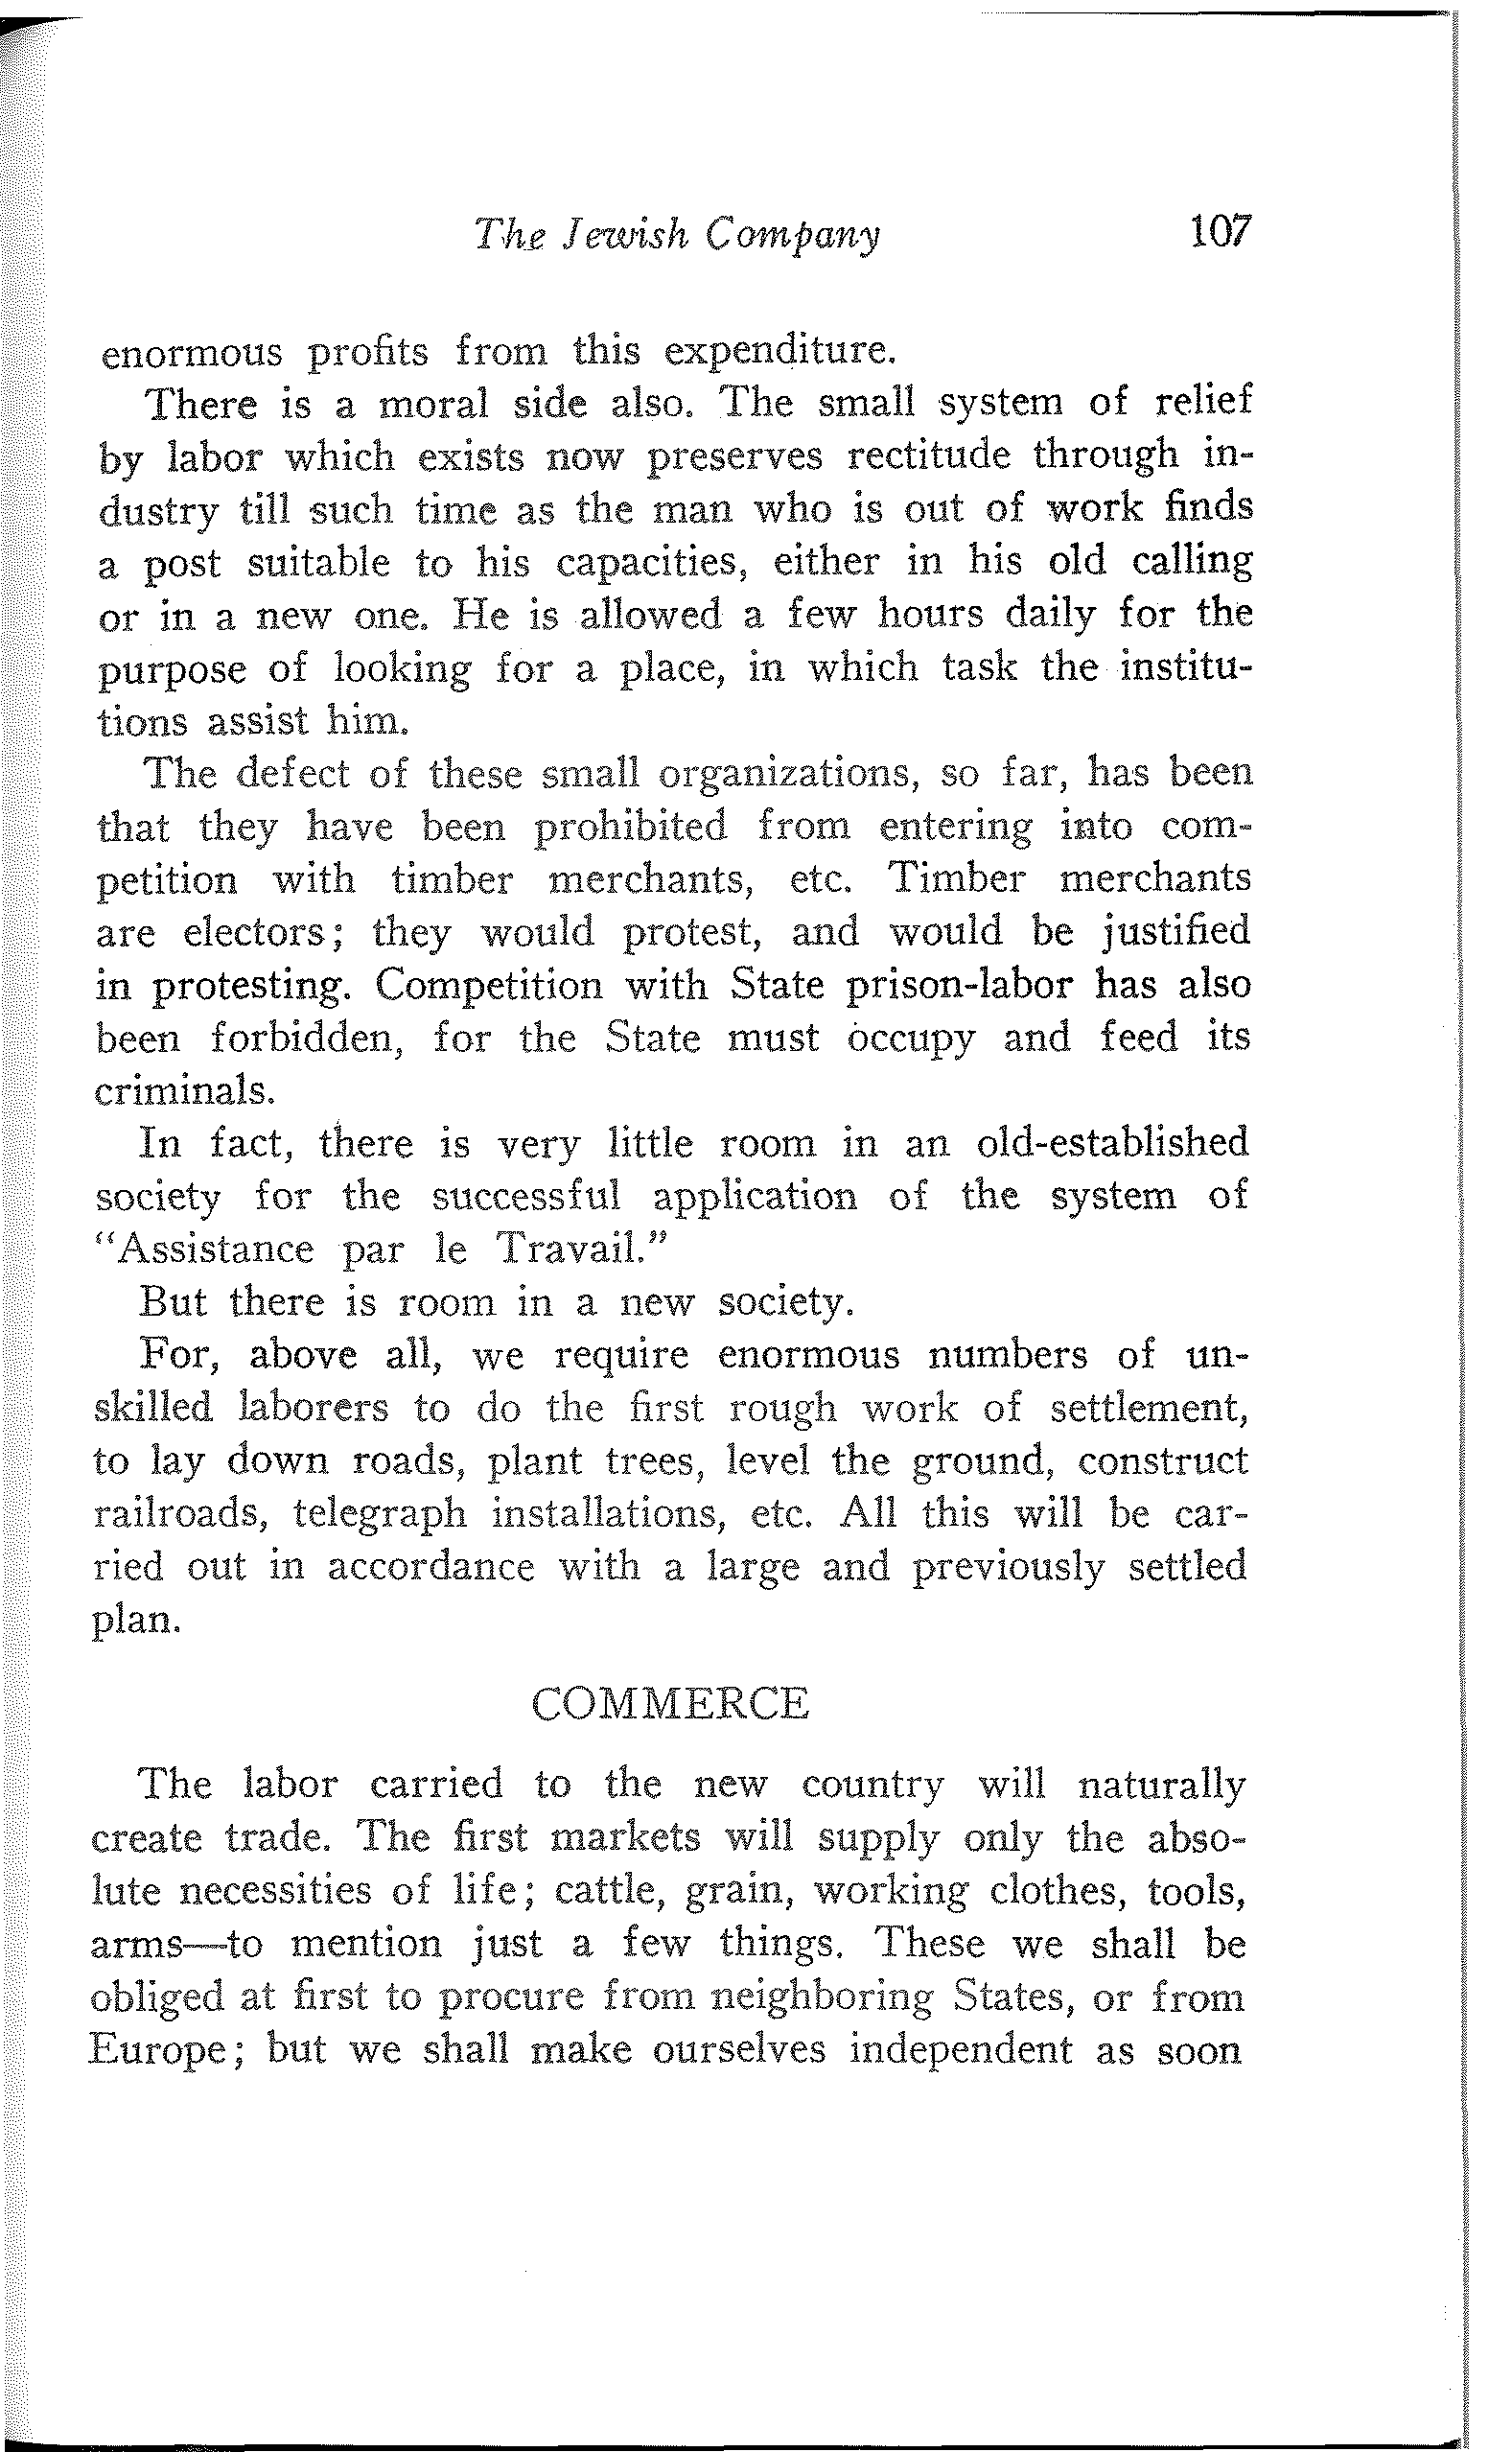 The Jewish Company 107
enormous profits from this expenditure.
There is a moral side also. The small system of relief
by labor which exists now preserves rectitude through in-
dustry till such time as the man who is out of work finds
a post suitable to his capacities, either in his old calling
or in a new one. He is allowed a few hours daily for the
purpose of looking for a place, in which task the institu-
tions assist him.
The defect of these small organizations, so far, has been
that they have been prohibited from entering into com-
petition with timber merchants, etc. Timber merchants
are electors; they would protest, and would be justified
in protesting. Competition with State prison-labor has also
been forbidden, for the State must occupy and feed its
criminals.
In fact, there is very little room in an old-established
society for the successful application of the system of
“Assistance par le Travail.”
But there is room in a new society.
For, above all, we require enormous numbers of un-
skilled laborers to do the first rough work of settlement,
to lay down roads, plant trees, level the ground, construct
railroads, telegraph installations, etc. All this will be car-
ried out in accordance with a large and previously settled
plan.
COMMERCE
The labor carried to the new country will naturally
create trade. The first markets will supply only the abso-
lute necessities of life; cattle, grain, working clothes, tools,
arms—to mention just a few things. These we shall be
obliged at first to procure from neighboring States, or from
Europe; but we shall make ourselves independent as soon